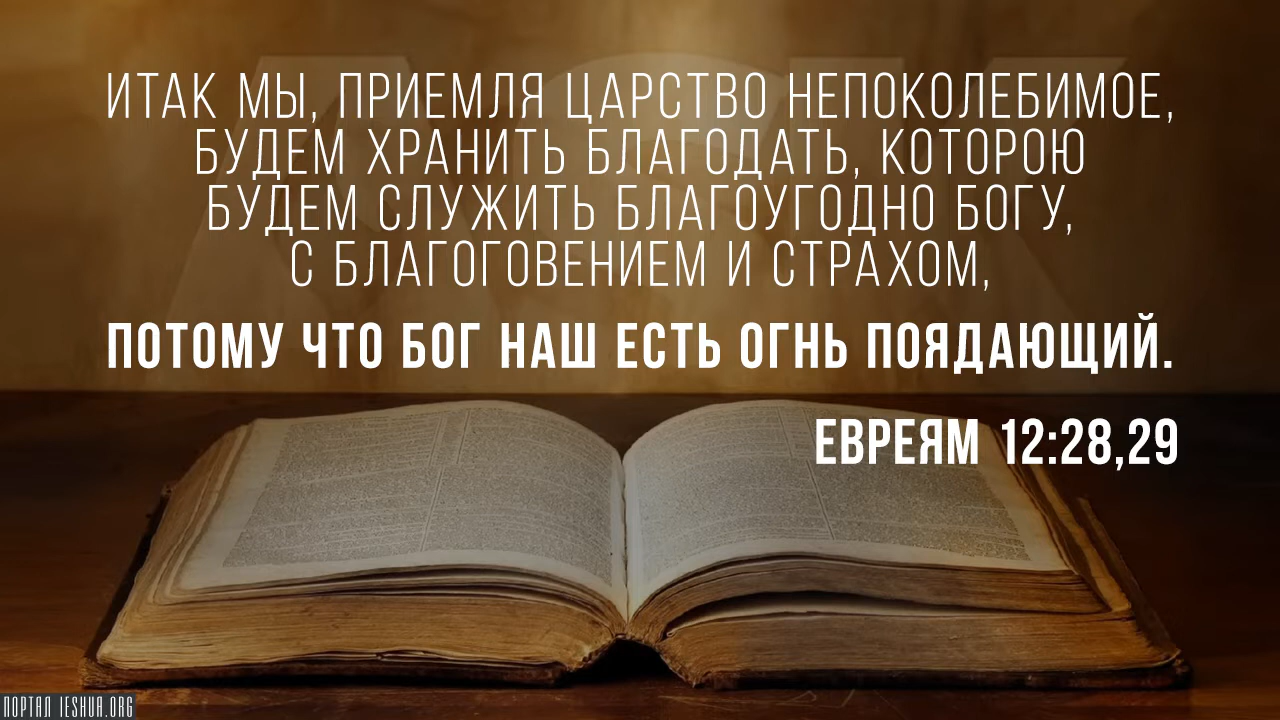 ИТАК МЫ, ПРИЕМЛЯ ЦАРСТВО НЕПОКОЛЕБИМОЕ,
БУДЕМ ХРАНИТЬ БЛАГОДАТЬ, КОТОРОЮ
БУДЕМ СЛУЖИТЬ БЛАГОУГОДНО БОГУ,
С БЛАГОГОВЕНИЕМ И СТРАХОМ,
ПОТОМУ ЧТО БОГ НАШ ЕСТЬ ОГНЬ ПОЯДАЮЩИЙ.
ЕВРЕЯМ 12:28,29
ПОРТАЛ IESHUA.ORG